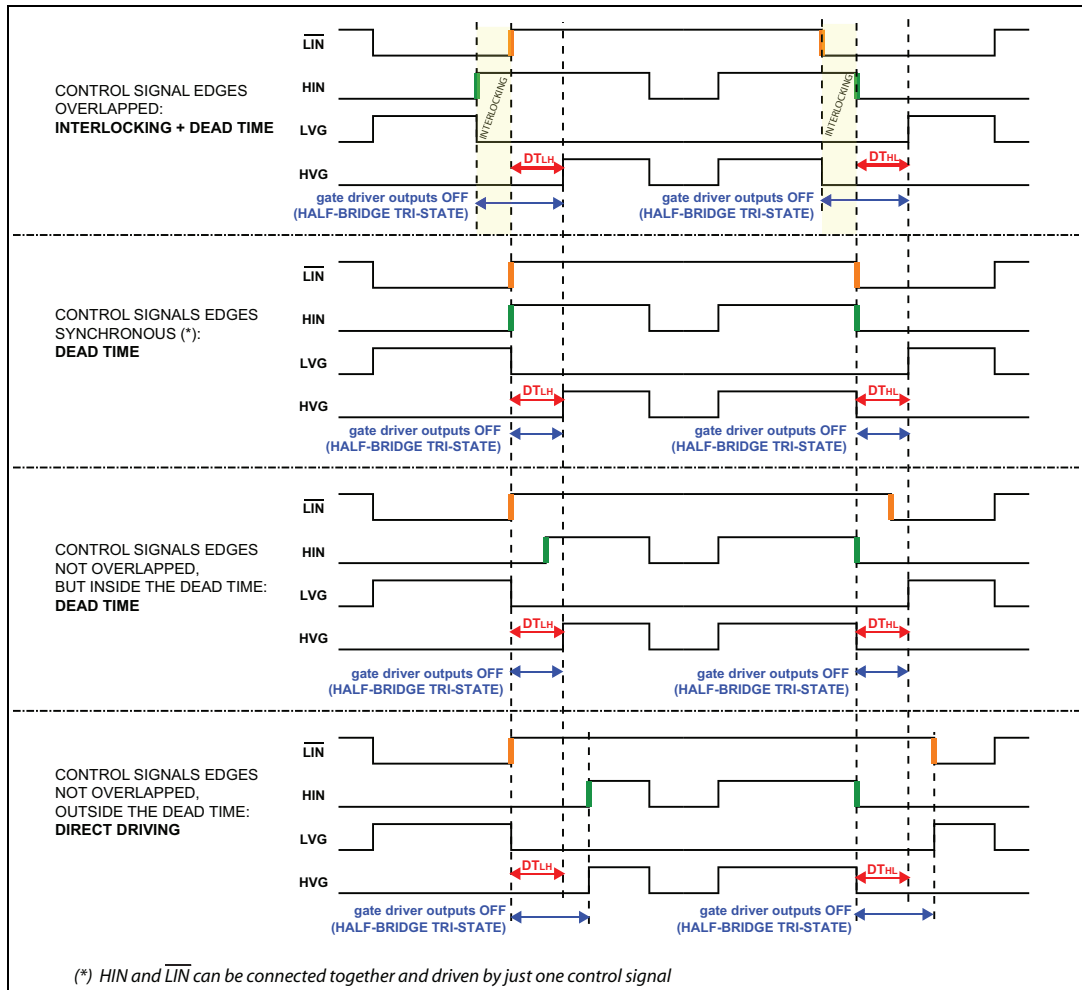 LIN
HIN
LVG
HVG
CONTROL SIGNAL EDGES
OVERLAPPED:
INTERLOCKING + DEAD TIME
INTERLOCKING
INTERLOCKING
DTLH
DTHL
gate driver outputs OFF
(HALF-BRIDGE TRI-STATE)
gate driver outputs OFF
(HALF-BRIDGE TRI-STATE)
LIN
HIN
LVG
HVG
CONTROL SIGNALS EDGES
SYNCHRONOUS (*):
DEAD TIME
DTLH
DTHL
gate driver outputs OFF
(HALF-BRIDGE TRI-STATE)
gate driver outputs OFF
(HALF-BRIDGE TRI-STATE)
LIN
HIN
LVG
HVG
CONTROL SIGNALS EDGES
NOT OVERLAPPED,
BUT INSIDE THE DEAD TIME:
DEAD TIME
DTLH
DTHL
gate driver outputs OFF
(HALF-BRIDGE TRI-STATE)
gate driver outputs OFF
(HALF-BRIDGE TRI-STATE)
LIN
HIN
LVG
HVG
CONTROL SIGNALS EDGES
NOT OVERLAPPED,
OUTSIDE THE DEAD TIME:
DIRECT DRIVING
DTLH
DTHL
gate driver outputs OFF
(HALF-BRIDGE TRI-STATE)
gate driver outputs OFF
(HALF-BRIDGE TRI-STATE)
(*) HIN and LIN can be connected together and driven by just one control signal